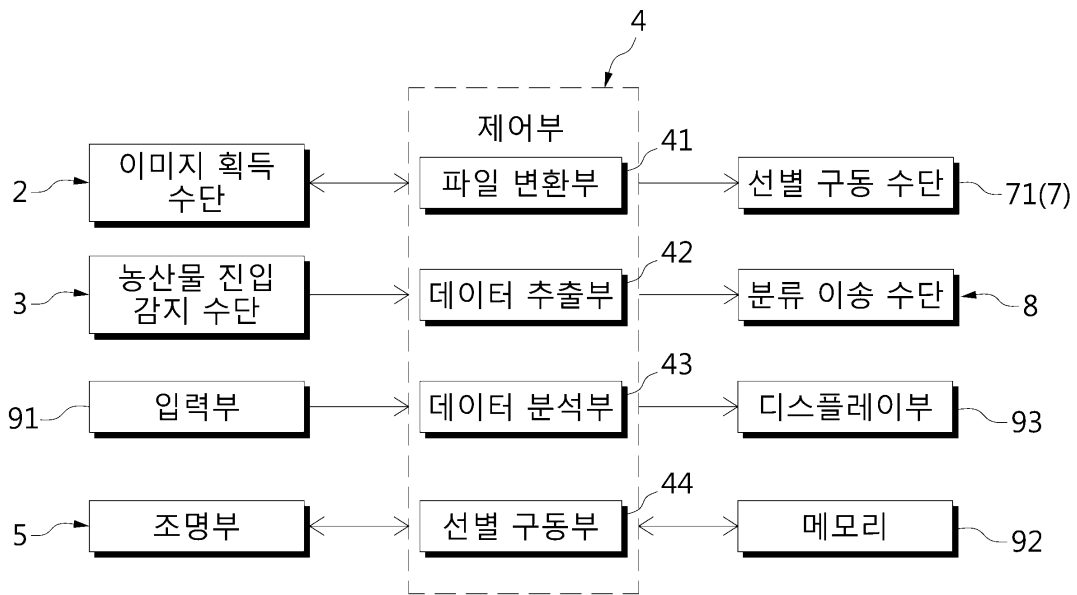 4
제어부
2
이미지 획득
수단
41
파일 변환부
선별 구동 수단
71(7)
3
농산물 진입
감지 수단
42
데이터 추출부
분류 이송 수단
8
91
입력부
43
데이터 분석부
디스플레이부
93
5
조명부
44
선별 구동부
메모리
92